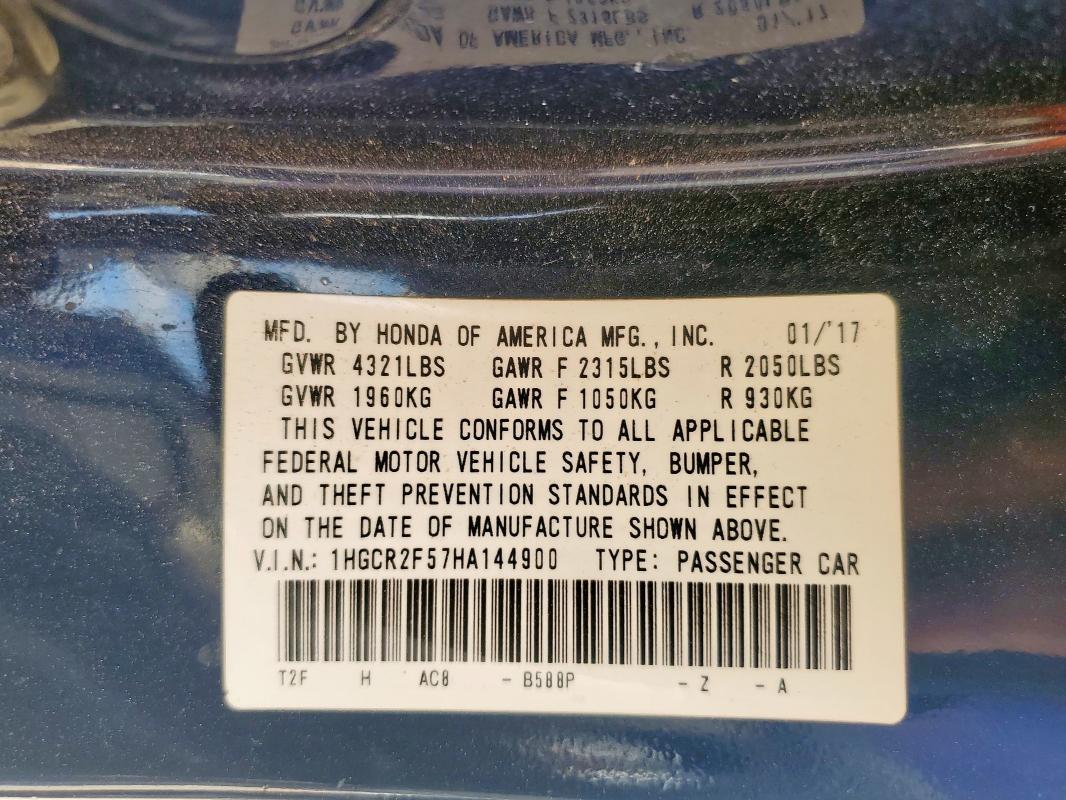 MFD. BY HONDA OF AMERICA MFG., INC. 01/'17
GVWR 4321LBS GAWR F 2315LBS R 2050LBS
GVWR 1960KG GAWR F 1050KG R 930KG
THIS VEHICLE CONFORMS TO ALL APPLICABLE
FEDERAL MOTOR VEHICLE SAFETY, BUMPER,
AND THEFT PREVENTION STANDARDS IN EFFECT
ON THE DATE OF MANUFACTURE SHOWN ABOVE.
V.I.N.: 1HGCR2F57HA144900 TYPE: PASSENGER CAR
T2F H AC8 - B588P - Z - A